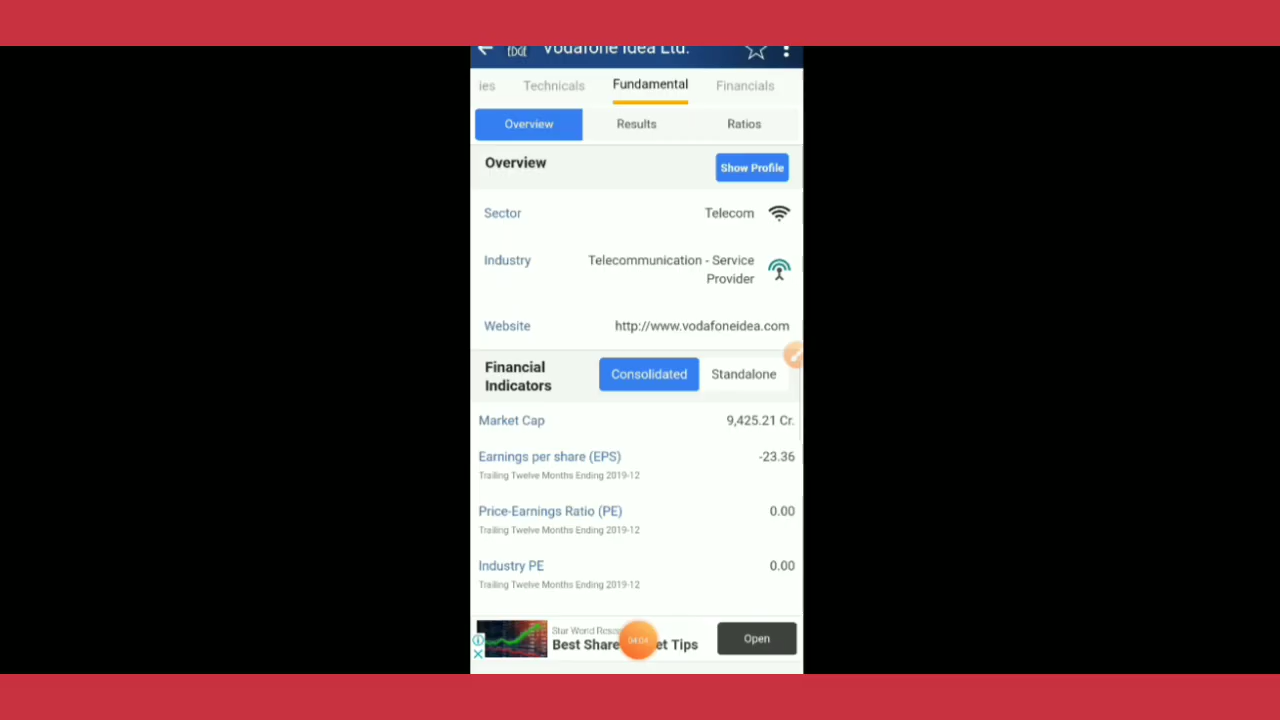 Vodafone Idea Ltd.
ies Technicals Fundamental Financials
Overview Results Ratios
Overview Show Profile
Sector Telecom
Industry Telecommunication - Service
Provider
Website http://www.vodafoneidea.com
Financial
Indicators Consolidated Standalone
Market Cap 9,425.21 Cr.
Earnings per share (EPS) -23.36
Trailing Twelve Months Ending 2019-12
Price-Earnings Ratio (PE) 0.00
Trailing Twelve Months Ending 2019-12
Industry PE 0.00
Trailing Twelve Months Ending 2019-12
Star World
Best Share et Tips Open